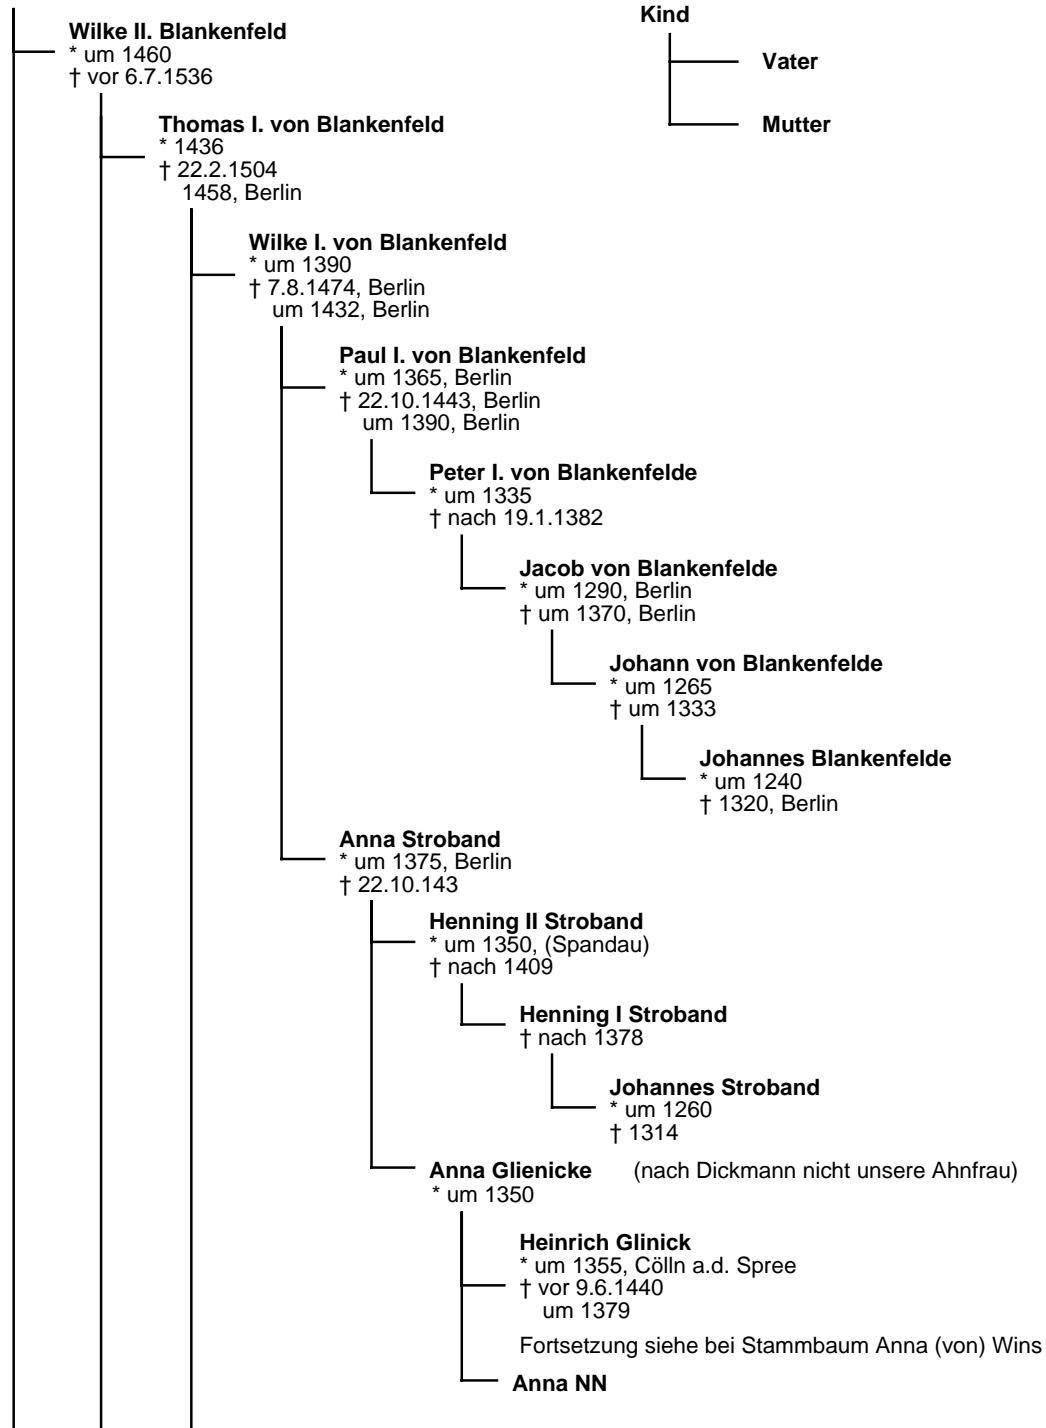 Kind
Vater
Mutter
Wilke II. Blankenfeld
* um 1460
† vor 6.7.1536
Thomas I. von Blankenfeld
* 1436
† 22.2.1504
1458, Berlin
Wilke I. von Blankenfeld
* um 1390
† 7.8.1474, Berlin
um 1432, Berlin
Paul I. von Blankenfeld
* um 1365, Berlin
† 22.10.1443, Berlin
um 1390, Berlin
Peter I. von Blankenfelde
* um 1335
† nach 19.1.1382
Jacob von Blankenfelde
* um 1290, Berlin
† um 1370, Berlin
Johann von Blankenfelde
* um 1265
† um 1333
Johannes Blankenfelde
* um 1240
† 1320, Berlin
Anna Stroband
* um 1375, Berlin
† 22.10.143
Henning II Stroband
* um 1350, (Spandau)
† nach 1409
Henning I Stroband
† nach 1378
Johannes Stroband
* um 1260
† 1314
Anna Glienicke (nach Dickmann nicht unsere Ahnfrau)
* um 1350
Heinrich Glinick
* um 1355, Cölln a.d. Spree
† vor 9.6.1440
um 1379
Fortsetzung siehe bei Stammbaum Anna (von) Wins
Anna NN